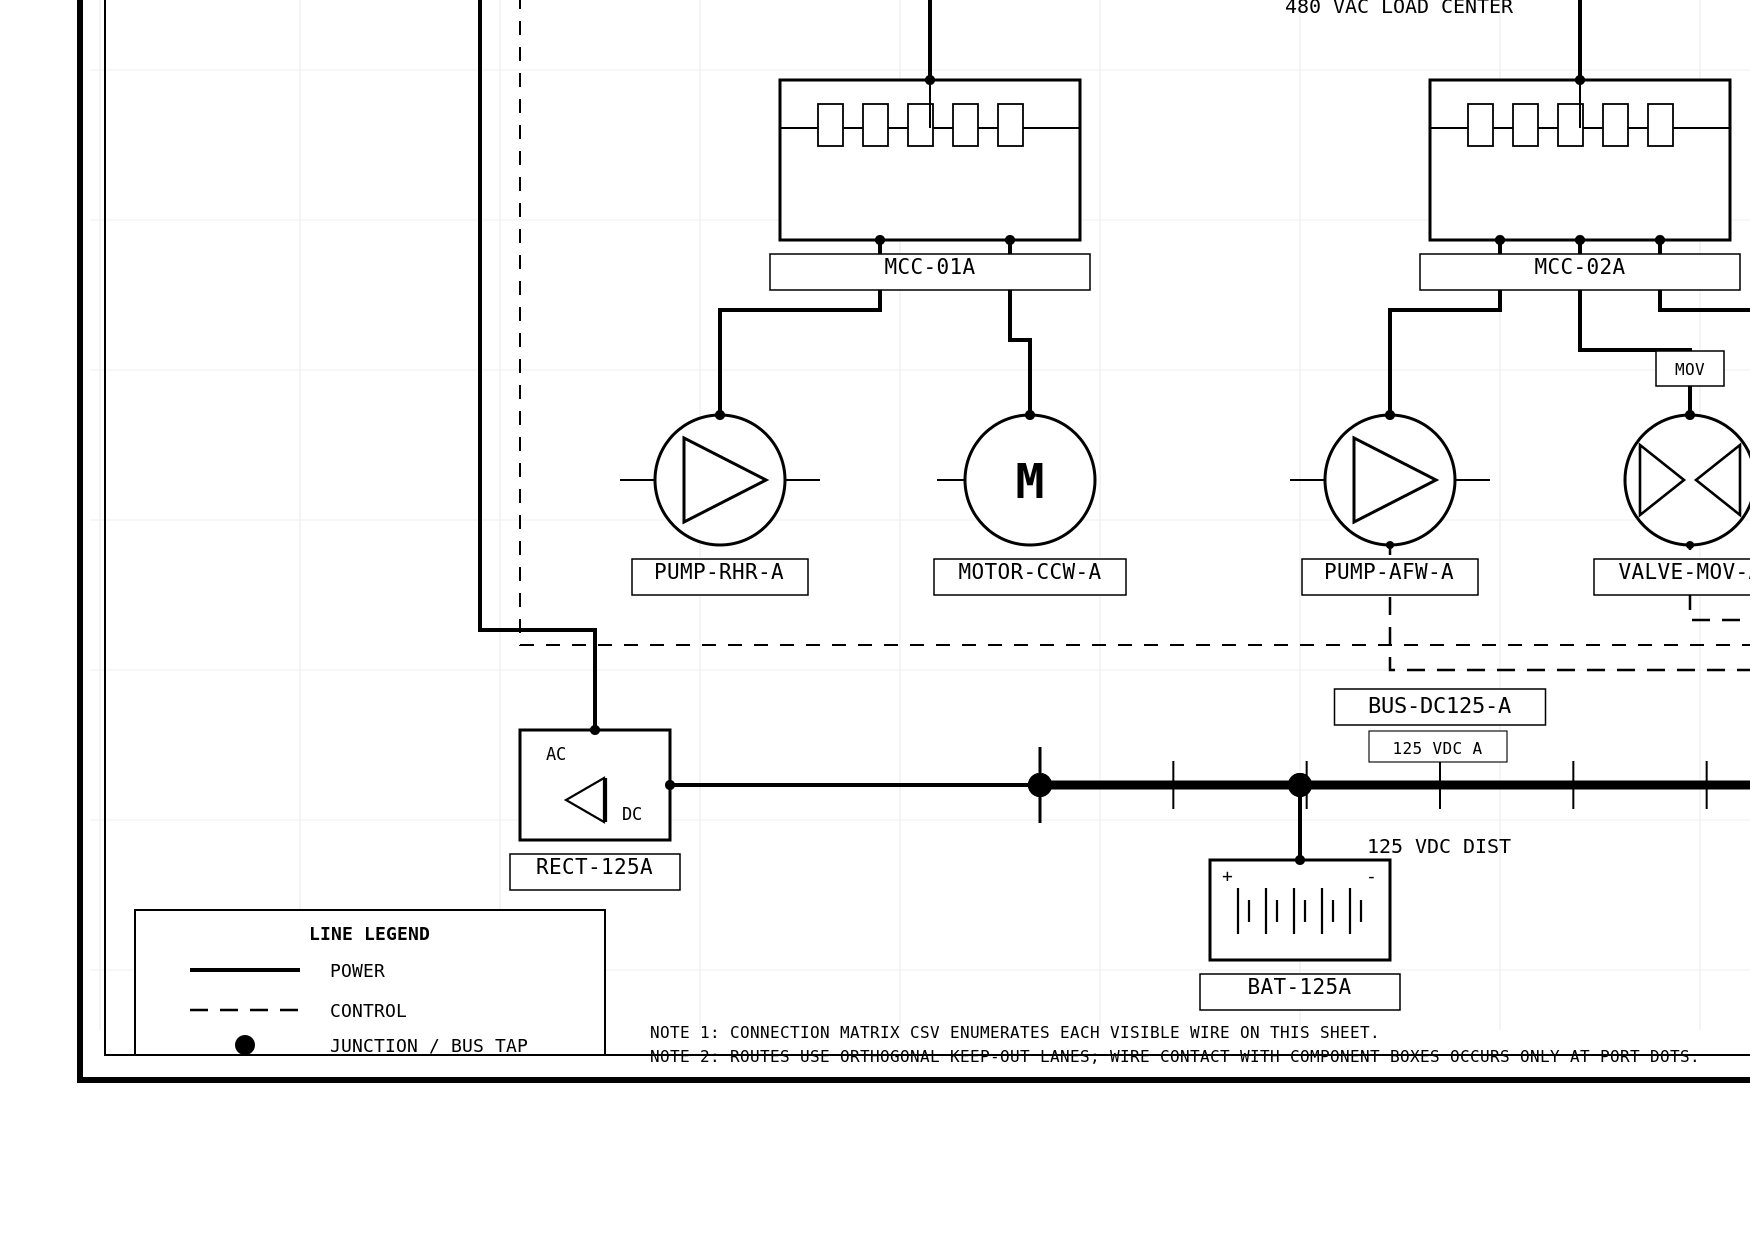 480 VAC LOAD CENTER
MCC-01A
MCC-02A
MOV
M
PUMP-RHR-A
MOTOR-CCW-A
PUMP-AFW-A
VALVE-MOV-
BUS-DC125-A
125 VDC A
AC
DC
125 VDC DIST
RECT-125A
+ -
BAT-125A
LINE LEGEND
POWER
CONTROL
JUNCTION / BUS TAP
NOTE 1: CONNECTION MATRIX CSV ENUMERATES EACH VISIBLE WIRE ON THIS SHEET.
NOTE 2: ROUTES USE ORTHOGONAL KEEP-OUT LANES; WIRE CONTACT WITH COMPONENT BOXES OCCURS ONLY AT PORT DOTS.